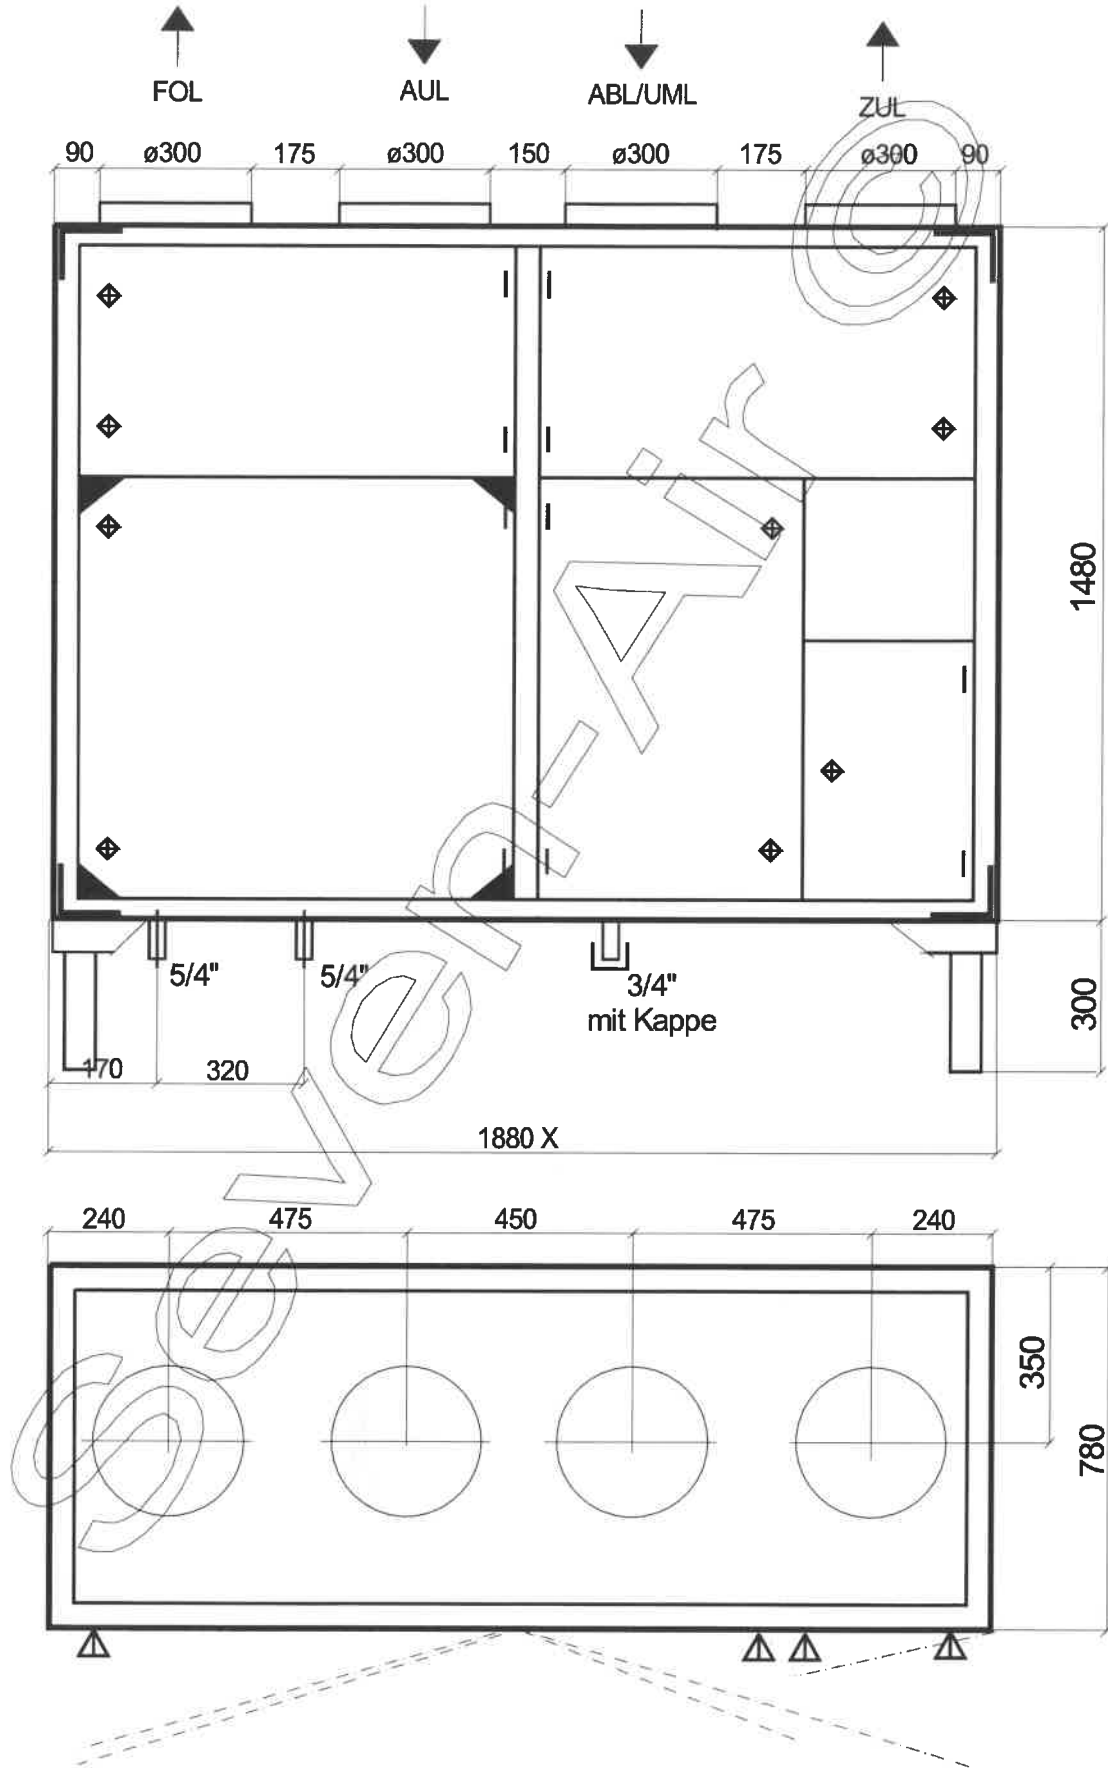 FOL AUL ABL/UML ZUL
90 ø300 175 ø300 150 ø300 175 ø300 90
1480
5/4" 5/4" 3/4"
mit Kappe
300
170 320
1880 X
240 475 450 475 240
350
780
Seven-Air ©